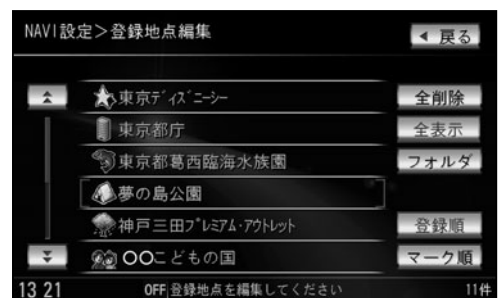 NAVI設定＞登録地点編集
戻る
東京ﾃﾞｨｽﾞﾆｰｼｰ
全削除
東京都庁
全表示
東京都葛西臨海水族園
フォルダ
夢の島公園
神戸三田ﾌﾟﾚﾐｱﾑ･ｱｳﾄﾚｯﾄ
登録順
○○こどもの国
マーク順
13 21
OFF 登録地点を編集してください
11件